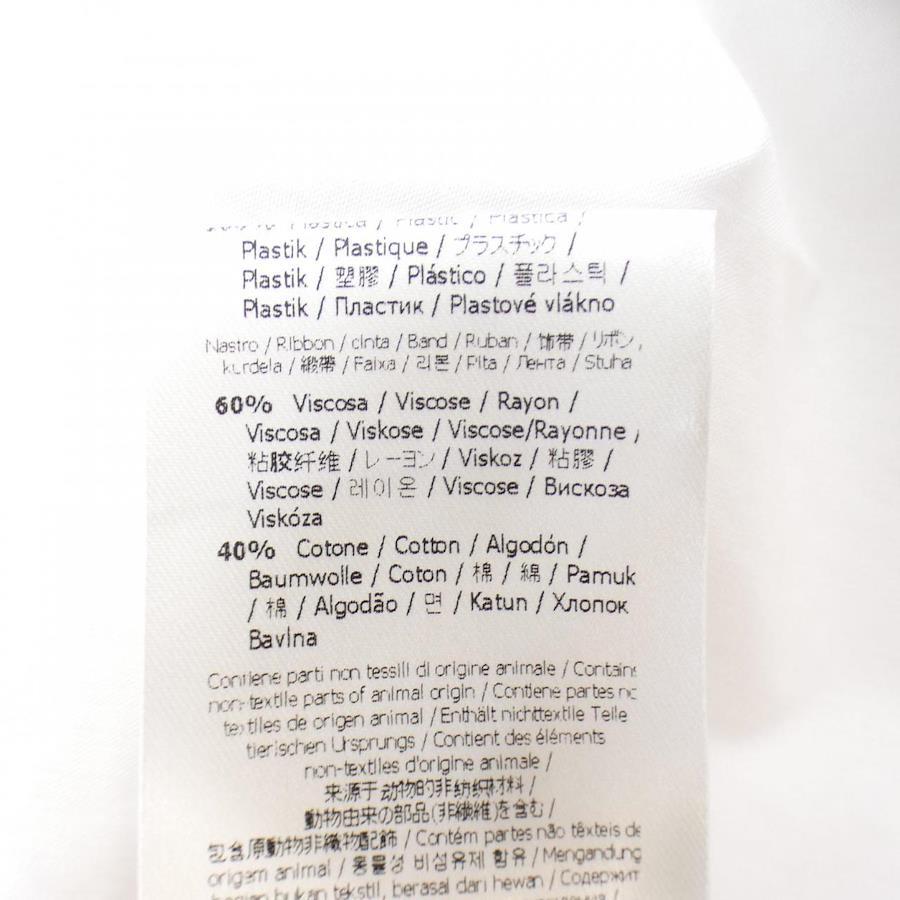 Plastica / Plastic / Plastica /
Plastik / Plastique / プラスチック /
Plastik / 塑膠 / Plástico / 플라스틱 /
Plastik / Пластик / Plastové vlákno
Nastro / Ribbon / cinta / Band / Ruban / 饰带 / リボン /
kurdela / 緞帶 / Faixa / 리본 / Pita / Лента / Stuha
60% Viscosa / Viscose / Rayon /
Viscosa / Viskose / Viscose/Rayonne /
粘胶纤维 / レーヨン / Viskoz / 粘膠 /
Viscose / 레이온 / Viscose / Вискоза
Viskóza
40% Cotone / Cotton / Algodón /
Baumwolle / Coton / 棉 / 綿 / Pamuk
/ 棉 / Algodão / 면 / Katun / Хлопок
Bavlna
Contiene parti non tessili di origine animale / Contains
non-textile parts of animal origin / Contiene partes no
textiles de origen animal / Enthält nichttextile Teile
tierischen Ursprungs / Contient des éléments
non-textiles d'origine animale /
来源于动物的非纺织材料 /
動物由来の部品(非繊維)を含む /
包含原動物非織物配飾 / Contém partes não têxteis de
origem animal / 동물성 비섬유제 함유 / Mengandung
bagian bukan tekstil, berasal dari hewan / Содержит